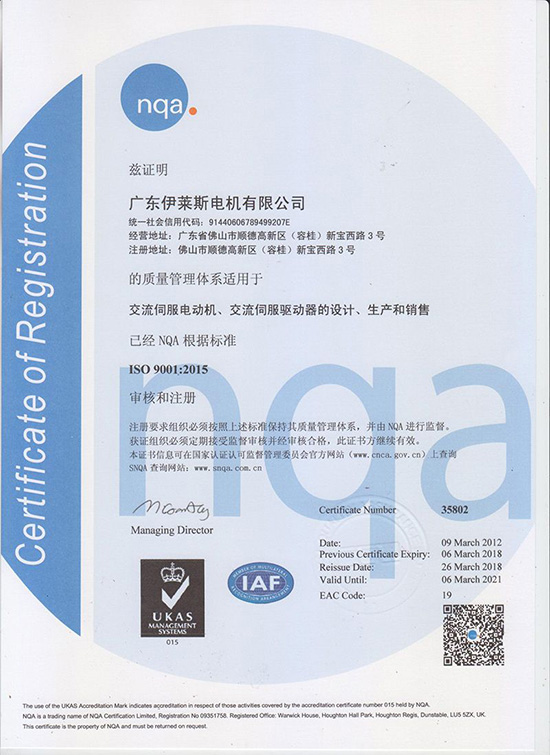 nqa.
Certificate of Registration
兹证明
广东伊莱斯电机有限公司
统一社会信用代码：91440606789499207E
经营地址：广东省佛山市顺德高新区（容桂）新宝西路3号
注册地址：佛山市顺德高新区（容桂）新宝西路3号
的质量管理体系适用于
交流伺服电动机、交流伺服驱动器的设计、生产和销售
已经 NQA 根据标准
ISO 9001:2015
审核和注册
注册要求组织必须按照上述标准保持其质量管理体系，并由 NQA 进行监督。
获证组织必须定期接受监督审核并经审核合格，此证书方继续有效。
本证书信息可在国家认证认可监督管理委员会官方网站（www.cnca.gov.cn）上查询
SNQA 查询网站：www.snqa.com.cn
nqa
Managing Director
Certificate Number 35802
Date: 09 March 2012
Previous Certificate Expiry: 06 March 2018
Reissue Date: 26 March 2018
Valid Until: 06 March 2021
EAC Code: 19
UKAS
MANAGEMENT
SYSTEMS
015
MEMBER OF MULTILATERAL
IAF
RECOGNITION ARRANGEMENT
nqa
The use of the UKAS Accreditation Mark indicates accreditation in respect of those activities covered by the accreditation certificate number 015 held by NQA.
NQA is a trading name of NQA Certification Limited, Registration No 09351758. Registered Office: Warwick House, Houghton Hall Park, Houghton Regis, Dunstable, LU5 5ZX, UK.
This certificate is the property of NQA and must be returned on request.